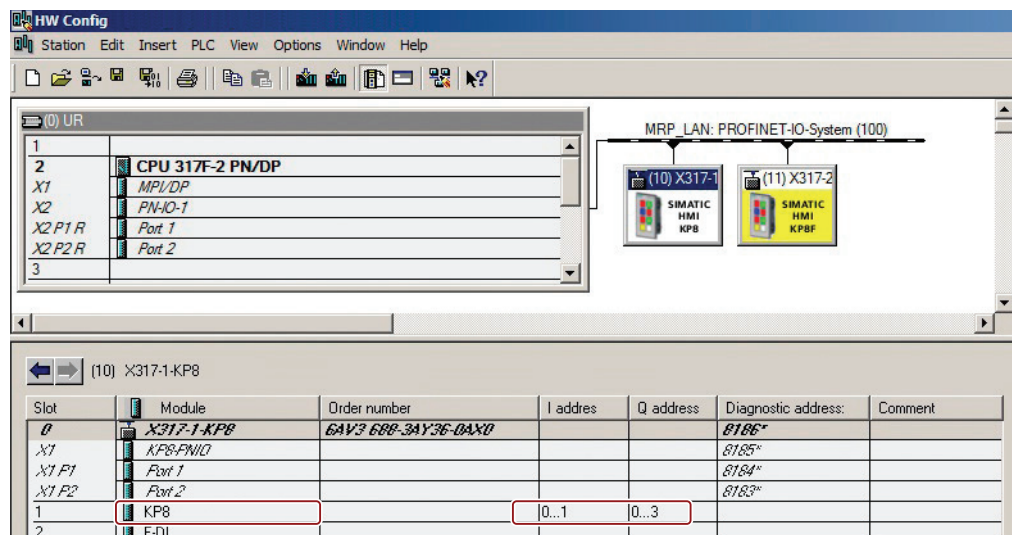 HW Config
Station Edit Insert PLC View Options Window Help
(0) UR
1
2 CPU 317F-2 PN/DP
X1 MPI/DP
X2 PN-IO-1
X2 P1 R Port 1
X2 P2 R Port 2
3
MRP_LAN: PROFINET-IO-System (100)
(10) X317-1
SIMATIC
HMI
KP8
(11) X317-2
SIMATIC
HMI
KP8F
(10) X317-1-KP8
Slot Module Order number I addres Q address Diagnostic address: Comment
0 X317-1-KP8 6AV3 688-3AY36-0AX0 8186*
X1 KP8-PNIO 8185*
X1 P1 Port 1 8184*
X1 P2 Port 2 8183*
1 KP8 0...1 0...3
2 F-DI